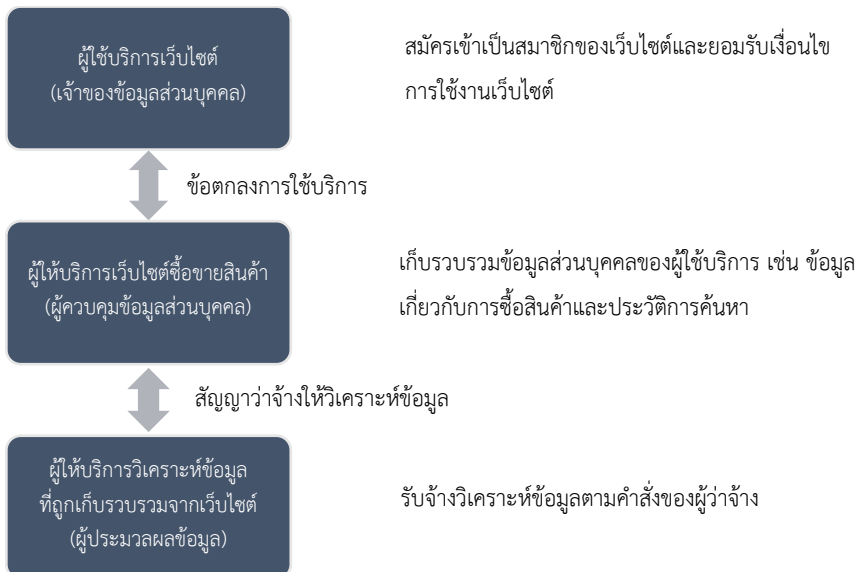 ผู้ใช้บริการเว็บไซต์
(เจ้าของข้อมูลส่วนบุคคล)
สมัครเข้าเป็นสมาชิกของเว็บไซต์และยอมรับเงื่อนไข
การใช้งานเว็บไซต์
ข้อตกลงการใช้บริการ
ผู้ให้บริการเว็บไซต์ซื้อขายสินค้า
(ผู้ควบคุมข้อมูลส่วนบุคคล)
เก็บรวบรวมข้อมูลส่วนบุคคลของผู้ใช้บริการ เช่น ข้อมูล
เกี่ยวกับการซื้อสินค้าและประวัติการค้นหา
สัญญาว่าจ้างให้วิเคราะห์ข้อมูล
ผู้ให้บริการวิเคราะห์ข้อมูล
ที่ถูกเก็บรวบรวมจากเว็บไซต์
(ผู้ประมวลผลข้อมูล)
รับจ้างวิเคราะห์ข้อมูลตามคำสั่งของผู้ว่าจ้าง